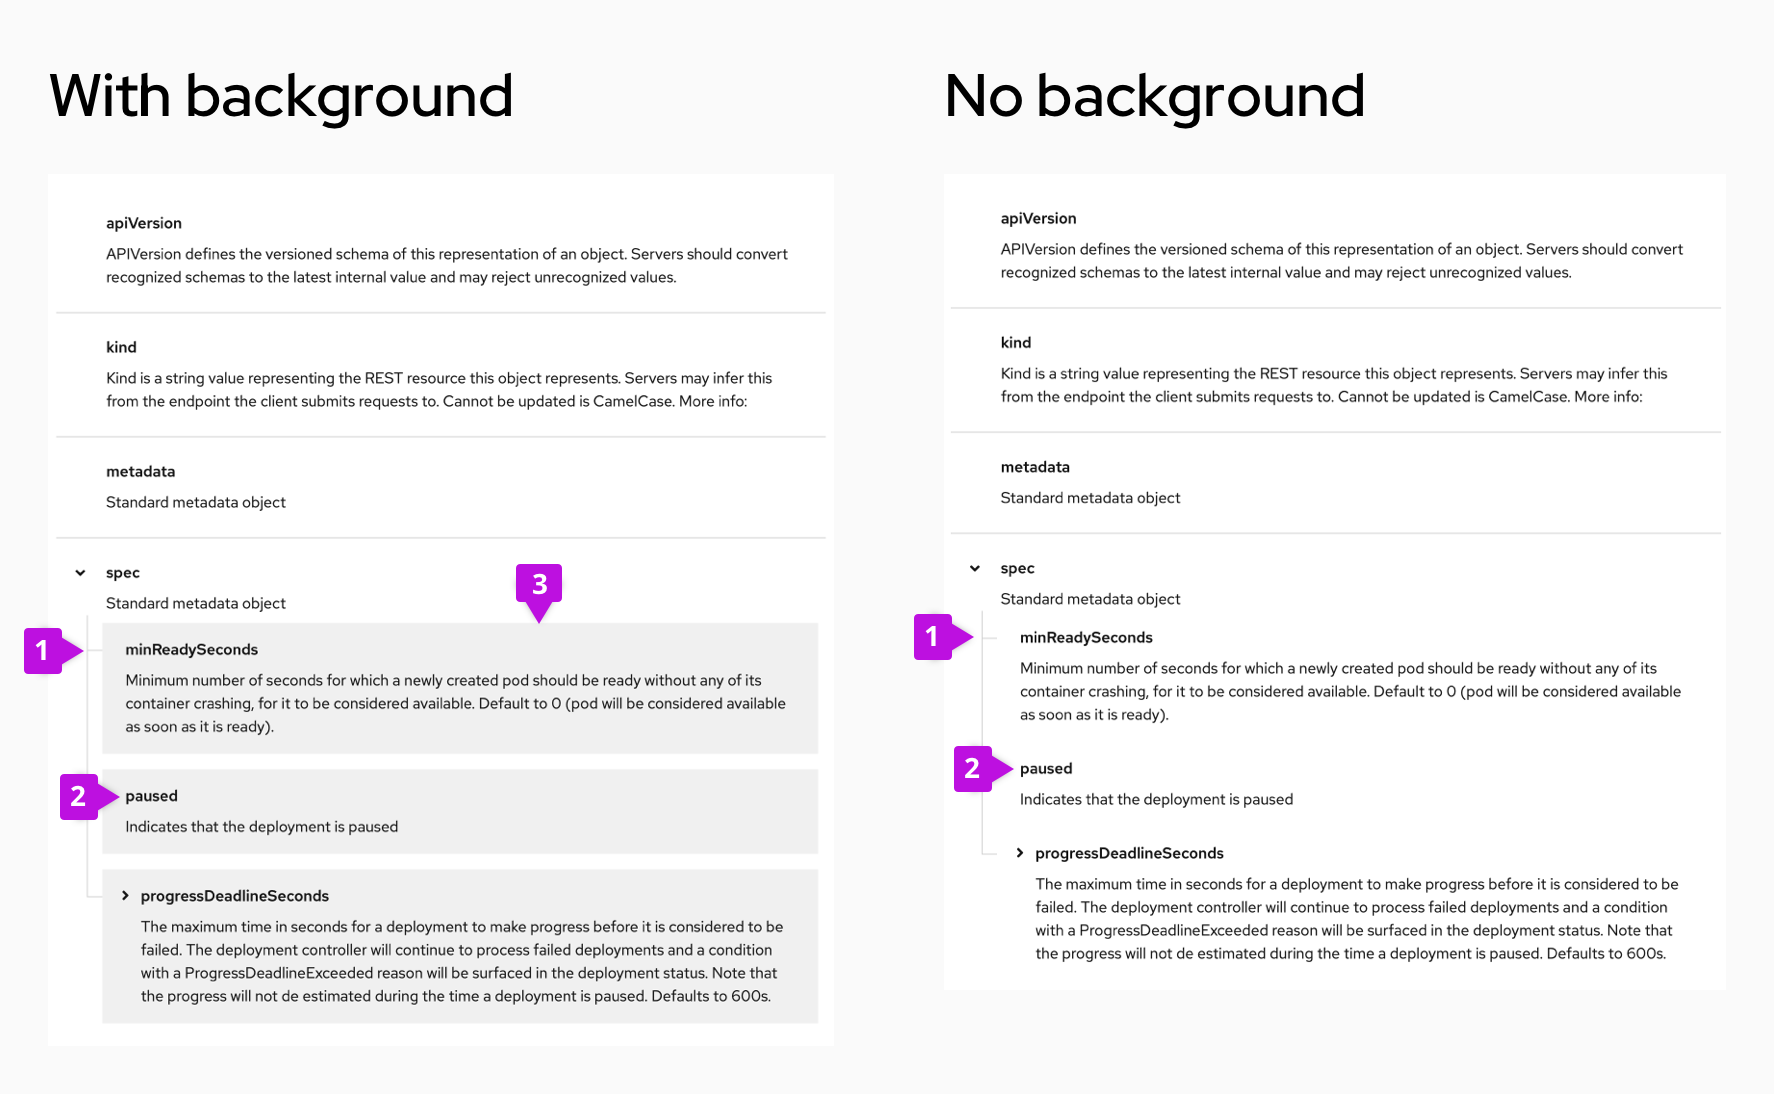 With background
apiVersion
APIVersion defines the versioned schema of this representation of an object. Servers should convert
recognized schemas to the latest internal value and may reject unrecognized values.
kind
Kind is a string value representing the REST resource this object represents. Servers may infer this
from the endpoint the client submits requests to. Cannot be updated is CamelCase. More info:
metadata
Standard metadata object
spec
Standard metadata object
3
1
minReadySeconds
Minimum number of seconds for which a newly created pod should be ready without any of its
container crashing, for it to be considered available. Default to 0 (pod will be considered available
as soon as it is ready).
2
paused
Indicates that the deployment is paused
progressDeadlineSeconds
The maximum time in seconds for a deployment to make progress before it is considered to be
failed. The deployment controller will continue to process failed deployments and a condition
with a ProgressDeadlineExceeded reason will be surfaced in the deployment status. Note that
the progress will not de estimated during the time a deployment is paused. Defaults to 600s.
No background
apiVersion
APIVersion defines the versioned schema of this representation of an object. Servers should convert
recognized schemas to the latest internal value and may reject unrecognized values.
kind
Kind is a string value representing the REST resource this object represents. Servers may infer this
from the endpoint the client submits requests to. Cannot be updated is CamelCase. More info:
metadata
Standard metadata object
spec
Standard metadata object
1
minReadySeconds
Minimum number of seconds for which a newly created pod should be ready without any of its
container crashing, for it to be considered available. Default to 0 (pod will be considered available
as soon as it is ready).
2
paused
Indicates that the deployment is paused
progressDeadlineSeconds
The maximum time in seconds for a deployment to make progress before it is considered to be
failed. The deployment controller will continue to process failed deployments and a condition
with a ProgressDeadlineExceeded reason will be surfaced in the deployment status. Note that
the progress will not de estimated during the time a deployment is paused. Defaults to 600s.